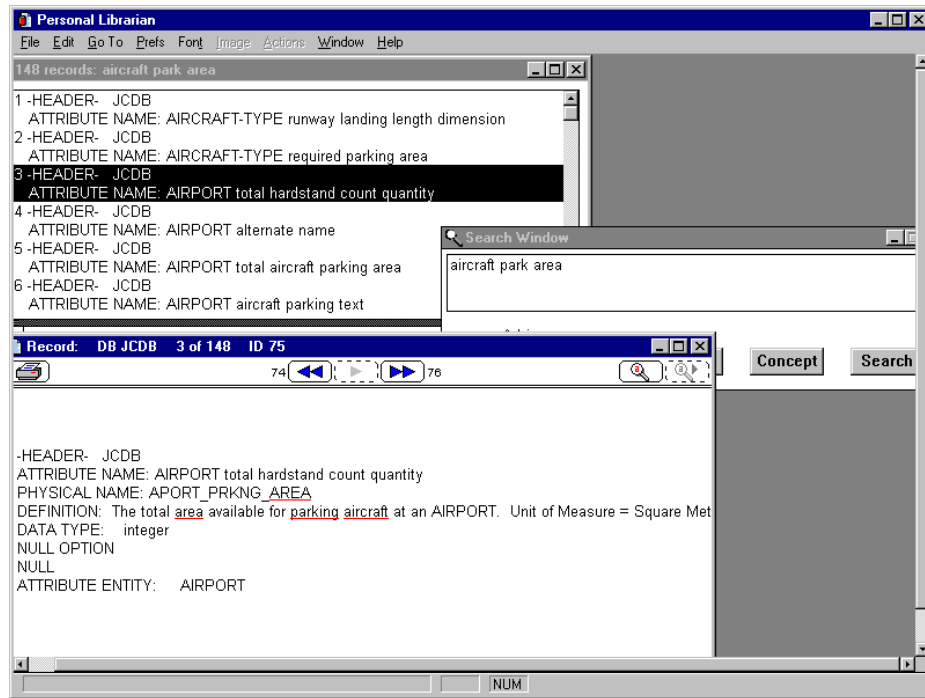 Personal Librarian
File Edit Go To Prefs Font Image Actions Window Help
148 records: aircraft park area
1 -HEADER- JCDB
ATTRIBUTE NAME: AIRCRAFT-TYPE runway landing length dimension
2 -HEADER- JCDB
ATTRIBUTE NAME: AIRCRAFT-TYPE required parking area
3 -HEADER- JCDB
ATTRIBUTE NAME: AIRPORT total hardstand count quantity
4 -HEADER- JCDB
ATTRIBUTE NAME: AIRPORT alternate name
5 -HEADER- JCDB
ATTRIBUTE NAME: AIRPORT total aircraft parking area
6 -HEADER- JCDB
ATTRIBUTE NAME: AIRPORT aircraft parking text
Search Window
aircraft park area
Concept Search
Record: DB JCDB 3 of 148 ID 75
74 76
-HEADER- JCDB
ATTRIBUTE NAME: AIRPORT total hardstand count quantity
PHYSICAL NAME: APORT_PRKNG_AREA
DEFINITION: The total area available for parking aircraft at an AIRPORT. Unit of Measure = Square Met
DATA TYPE: integer
NULL OPTION
NULL
ATTRIBUTE ENTITY: AIRPORT
NUM